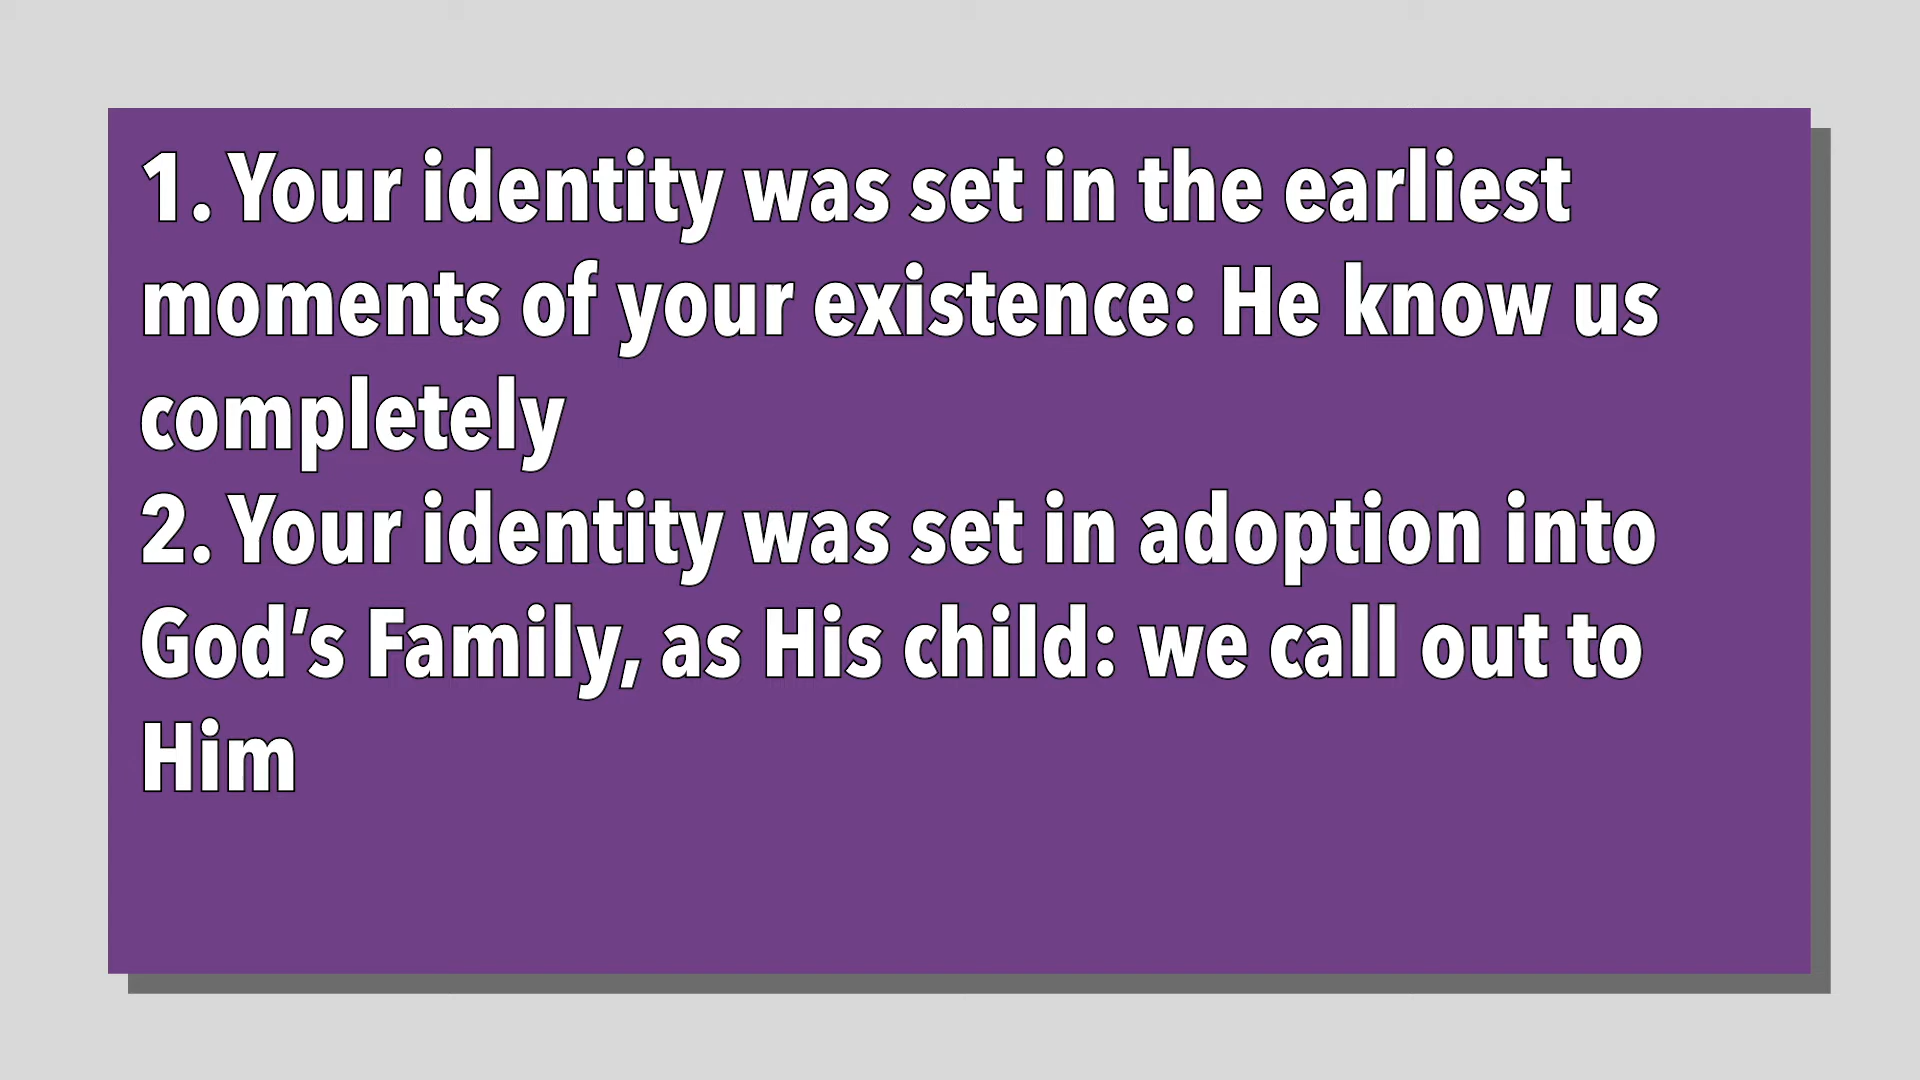 1. Your identity was set in the earliest
moments of your existence: He know us
completely
2. Your identity was set in adoption into
God’s Family, as His child: we call out to
Him